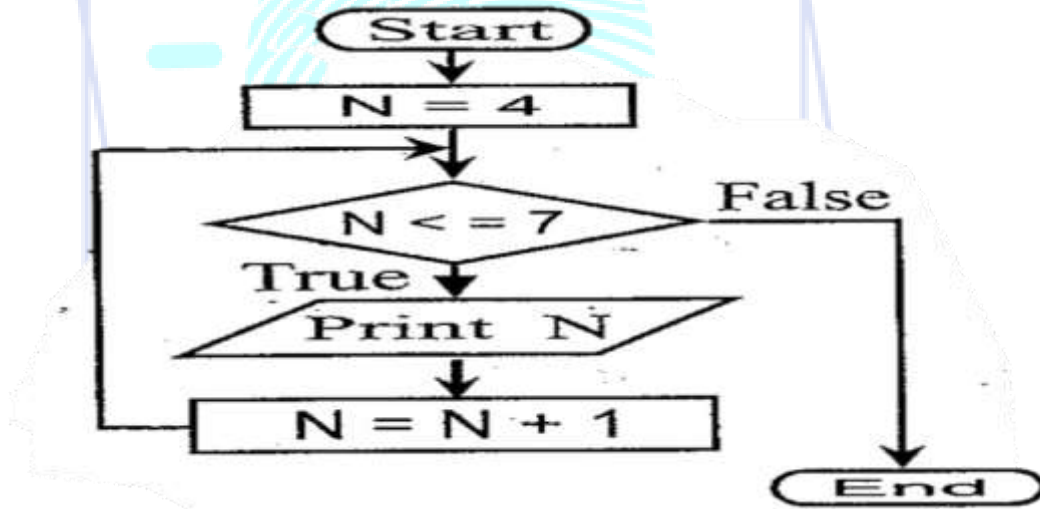 Start
N = 4
N < = 7
False
True
Print N
N = N + 1
End